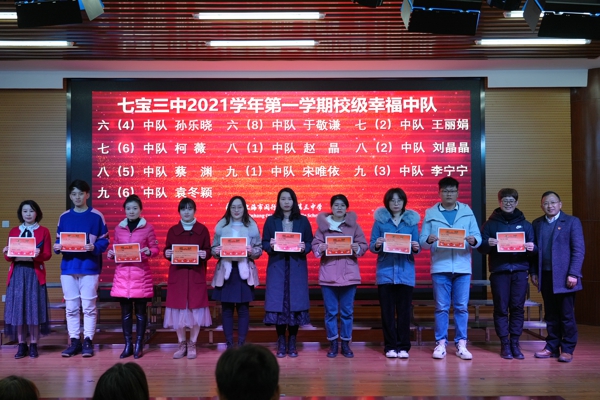 七宝三中2021学年第一学期校级幸福中队
六（4）中队 孙乐晓 六（8）中队 于敬谦 七（2）中队 王丽娟
七（6）中队 柯 薇 八（1）中队 赵 晶 八（2）中队 刘晶晶
八（5）中队 蔡 渊 九（1）中队 宋唯依 九（3）中队 李宁宁
九（6）中队 袁冬颖